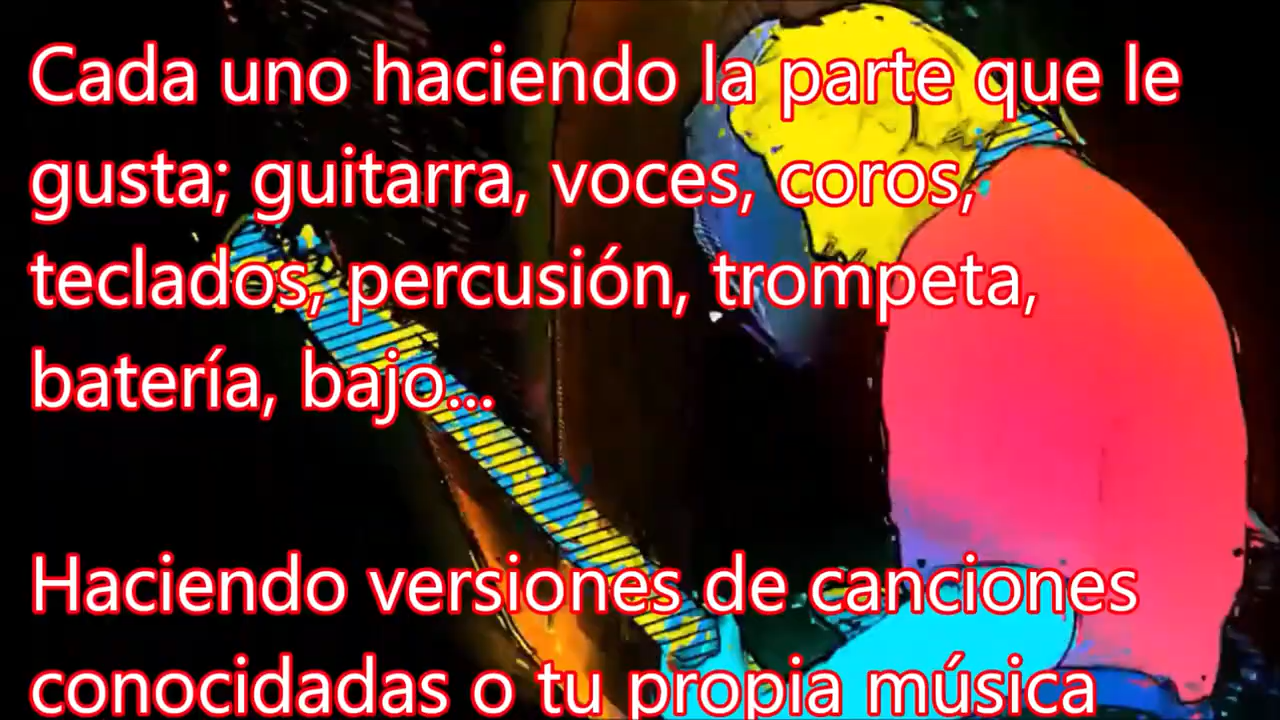 Cada uno haciendo la parte que le
gusta; guitarra, voces, coros,
teclados, percusión, trompeta,
batería, bajo...
Haciendo versiones de canciones
conocidadas o tu propia música